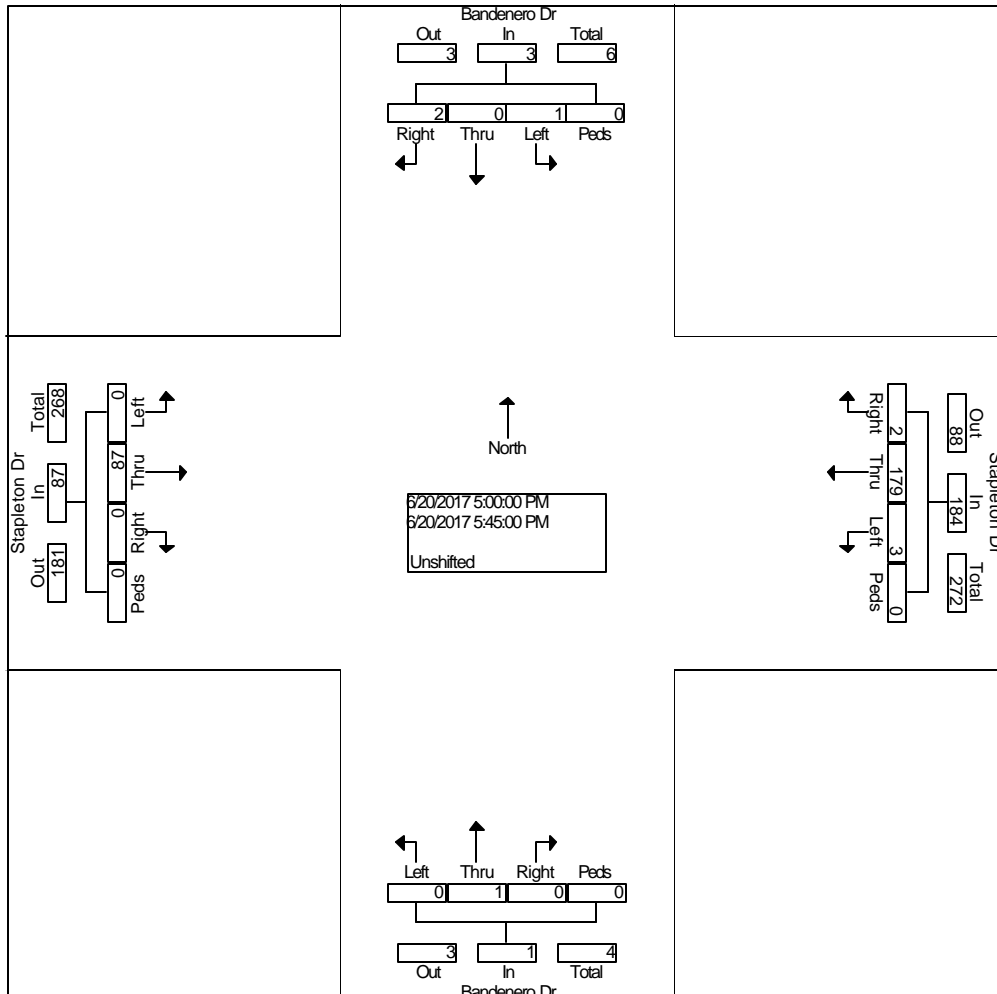 Bandenero Dr
Out In Total
3 3 6
2 0 1 0
Right Thru Left Peds
Stapleton Dr
Total In Out
268 87 181
0 87 0 0
Left Thru Right Peds
North
6/20/2017 5:00:00 PM
6/20/2017 5:45:00 PM
Unshifted
Right Thru Left Peds
2 179 3 0
Out In Total
88 184 272
Stapleton Dr
Left Thru Right Peds
0 1 0 0
3 1 4
Out In Total
Bandenero Dr